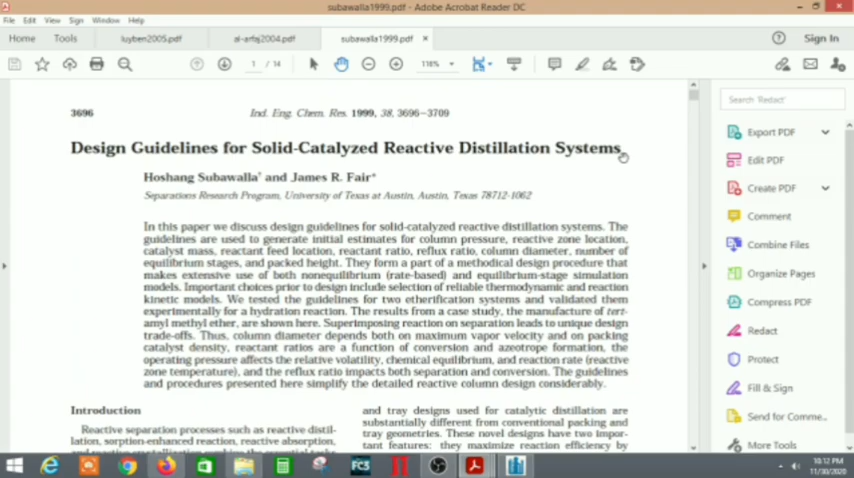 subawalla1999.pdf - Adobe Acrobat Reader DC
File Edit View Sign Window Help
Home Tools luyben2005.pdf al-arfaj2004.pdf subawalla1999.pdf × Sign In
1 / 14 118%
3696 Ind. Eng. Chem. Res. 1999, 38, 3696–3709
Design Guidelines for Solid-Catalyzed Reactive Distillation Systems
Hoshang Subawalla† and James R. Fair*
Separations Research Program, University of Texas at Austin, Austin, Texas 78712-1062
In this paper we discuss design guidelines for solid-catalyzed reactive distillation systems. The
guidelines are used to generate initial estimates for column pressure, reactive zone location,
catalyst mass, reactant feed location, reactant ratio, reflux ratio, column diameter, number of
equilibrium stages, and packed height. They form a part of a methodical design procedure that
makes extensive use of both nonequilibrium (rate-based) and equilibrium-stage simulation
models. Important choices prior to design include selection of reliable thermodynamic and reaction
kinetic models. We tested the guidelines for two etherification systems and validated them
experimentally for a hydration reaction. The results from a case study, the manufacture of tert-
amyl methyl ether, are shown here. Superimposing reaction on separation leads to unique design
trade-offs. Thus, column diameter depends both on maximum vapor velocity and on packing
catalyst density, reactant ratios are a function of conversion and azeotrope formation, the
operating pressure affects the relative volatility, chemical equilibrium, and reaction rate (reactive
zone temperature), and the reflux ratio impacts both separation and conversion. The guidelines
and procedures presented here simplify the detailed reactive column design considerably.
Introduction
Reactive separation processes such as reactive distil-
lation, sorption-enhanced reaction, reactive absorption,
and tray designs used for catalytic distillation are
substantially different from conventional packing and
tray geometries. These novel designs have two impor-
tant features: they maximize reaction efficiency by
Search 'Redact'
Export PDF
Edit PDF
Create PDF
Comment
Combine Files
Organize Pages
Compress PDF
Redact
Protect
Fill & Sign
Send for Comme...
More Tools
10:12 PM
11/30/2020